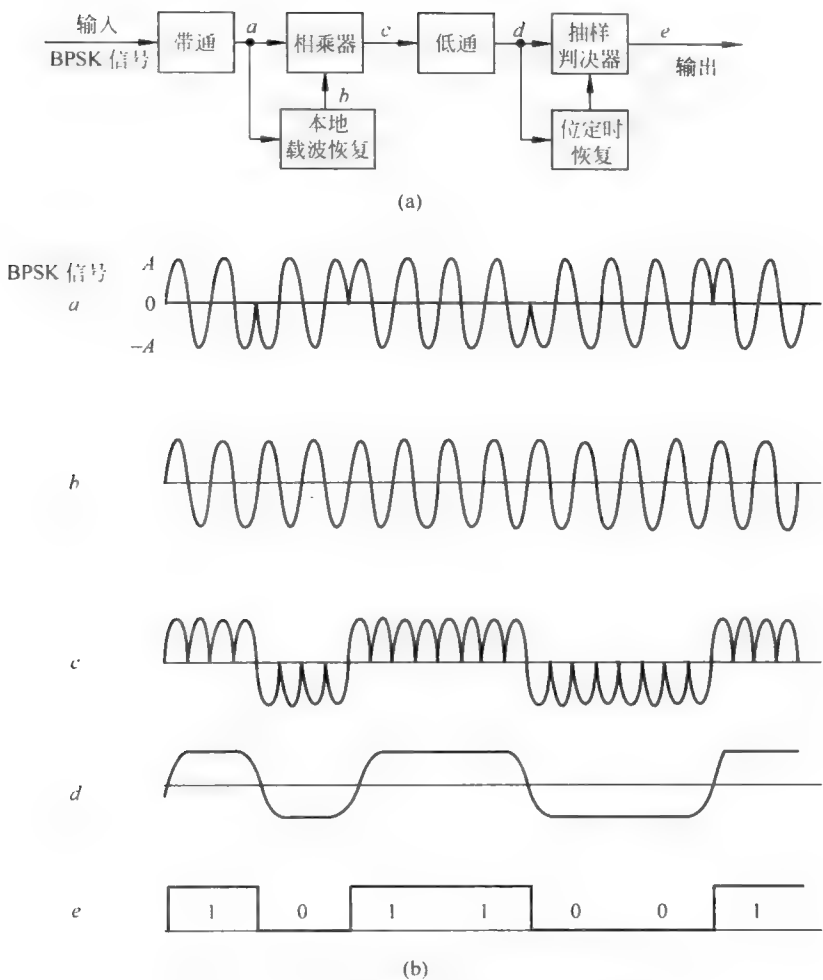 输入
BPSK 信号
带通
a
相乘器
c
低通
d
抽样
判决器
e
输出
b
本地
载波恢复
位定时
恢复
(a)
BPSK 信号
a
A
0
-A
b
c
d
e
1 0 1 1 0 0 1
(b)